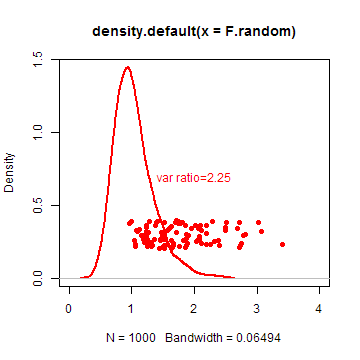 density.default(x = F.random)
1.5
1.0
Density
0.5
0.0
var ratio=2.25
0 1 2 3 4
N = 1000 Bandwidth = 0.06494